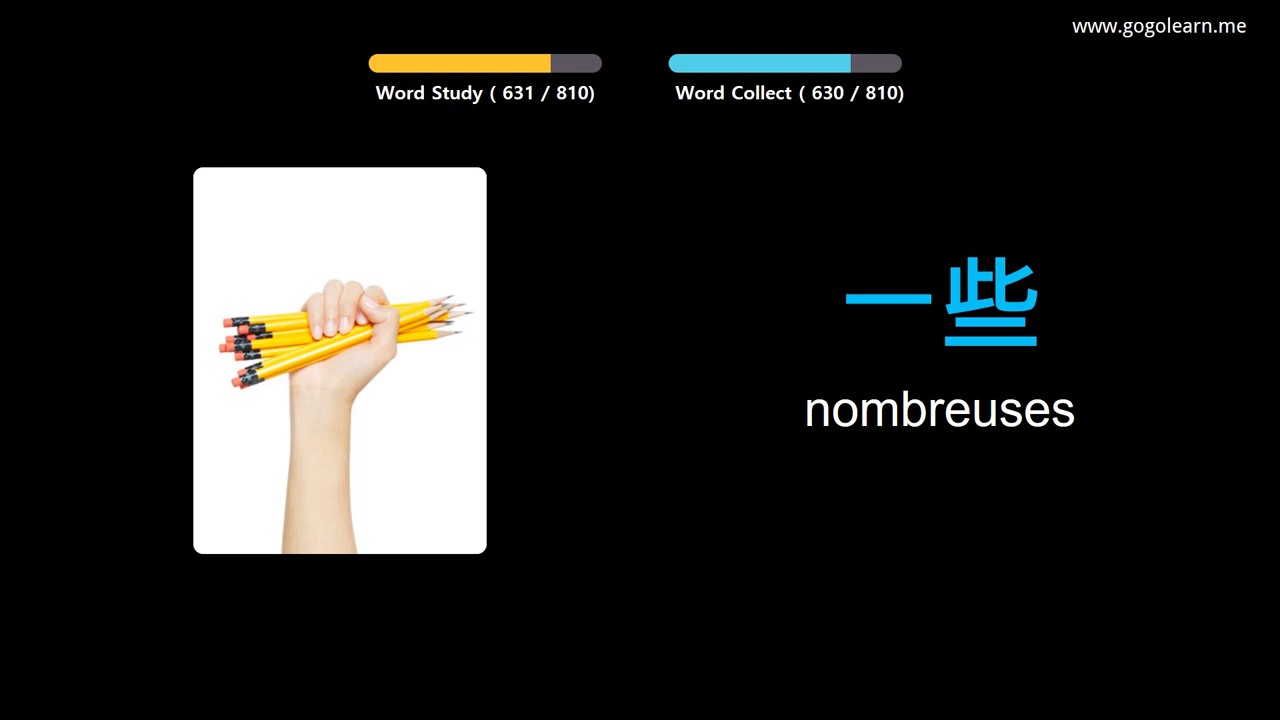 www.gogolearn.me
Word Study ( 631 / 810)
Word Collect ( 630 / 810)
一些
nombreuses